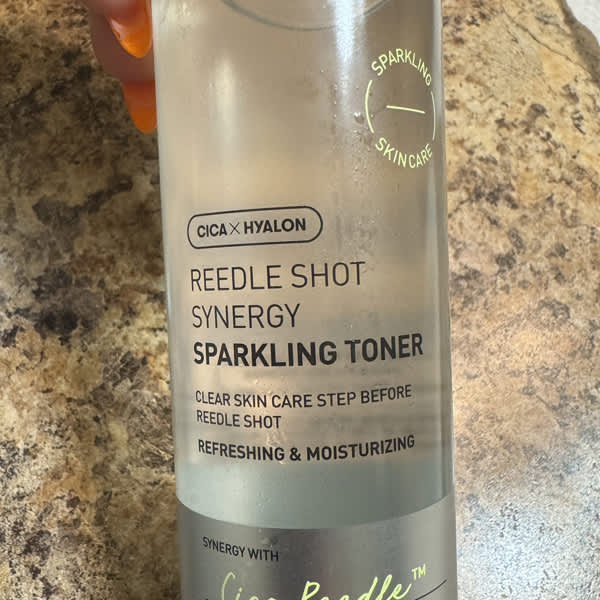 SPARKLING
SKINCARE
CICA × HYALON
REEDLE SHOT
SYNERGY
SPARKLING TONER
CLEAR SKIN CARE STEP BEFORE
REEDLE SHOT
REFRESHING & MOISTURIZING
SYNERGY WITH
Cica Reedle™